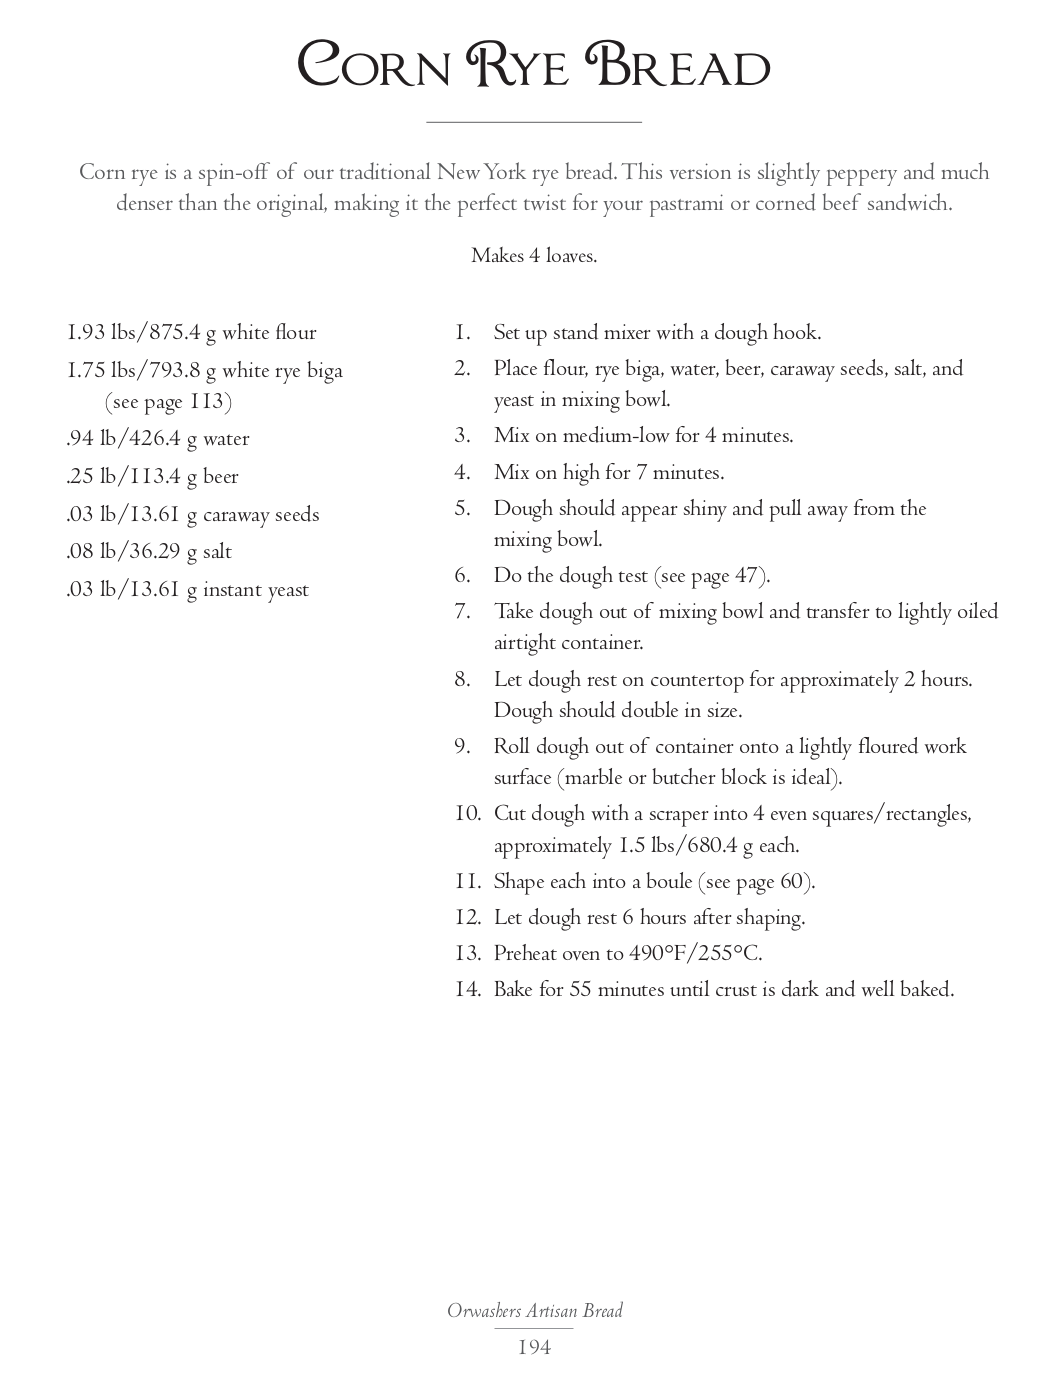 Corn Rye Bread
Corn rye is a spin-off of our traditional New York rye bread. This version is slightly peppery and much
denser than the original, making it the perfect twist for your pastrami or corned beef sandwich.
Makes 4 loaves.
1.93 lbs/875.4 g white flour
1.75 lbs/793.8 g white rye biga
(see page 113)
.94 lb/426.4 g water
.25 lb/113.4 g beer
.03 lb/13.61 g caraway seeds
.08 lb/36.29 g salt
.03 lb/13.61 g instant yeast
1. Set up stand mixer with a dough hook.
2. Place flour, rye biga, water, beer, caraway seeds, salt, and
yeast in mixing bowl.
3. Mix on medium-low for 4 minutes.
4. Mix on high for 7 minutes.
5. Dough should appear shiny and pull away from the
mixing bowl.
6. Do the dough test (see page 47).
7. Take dough out of mixing bowl and transfer to lightly oiled
airtight container.
8. Let dough rest on countertop for approximately 2 hours.
Dough should double in size.
9. Roll dough out of container onto a lightly floured work
surface (marble or butcher block is ideal).
10. Cut dough with a scraper into 4 even squares/rectangles,
approximately 1.5 lbs/680.4 g each.
11. Shape each into a boule (see page 60).
12. Let dough rest 6 hours after shaping.
13. Preheat oven to 490°F/255°C.
14. Bake for 55 minutes until crust is dark and well baked.
Orwashers Artisan Bread
194